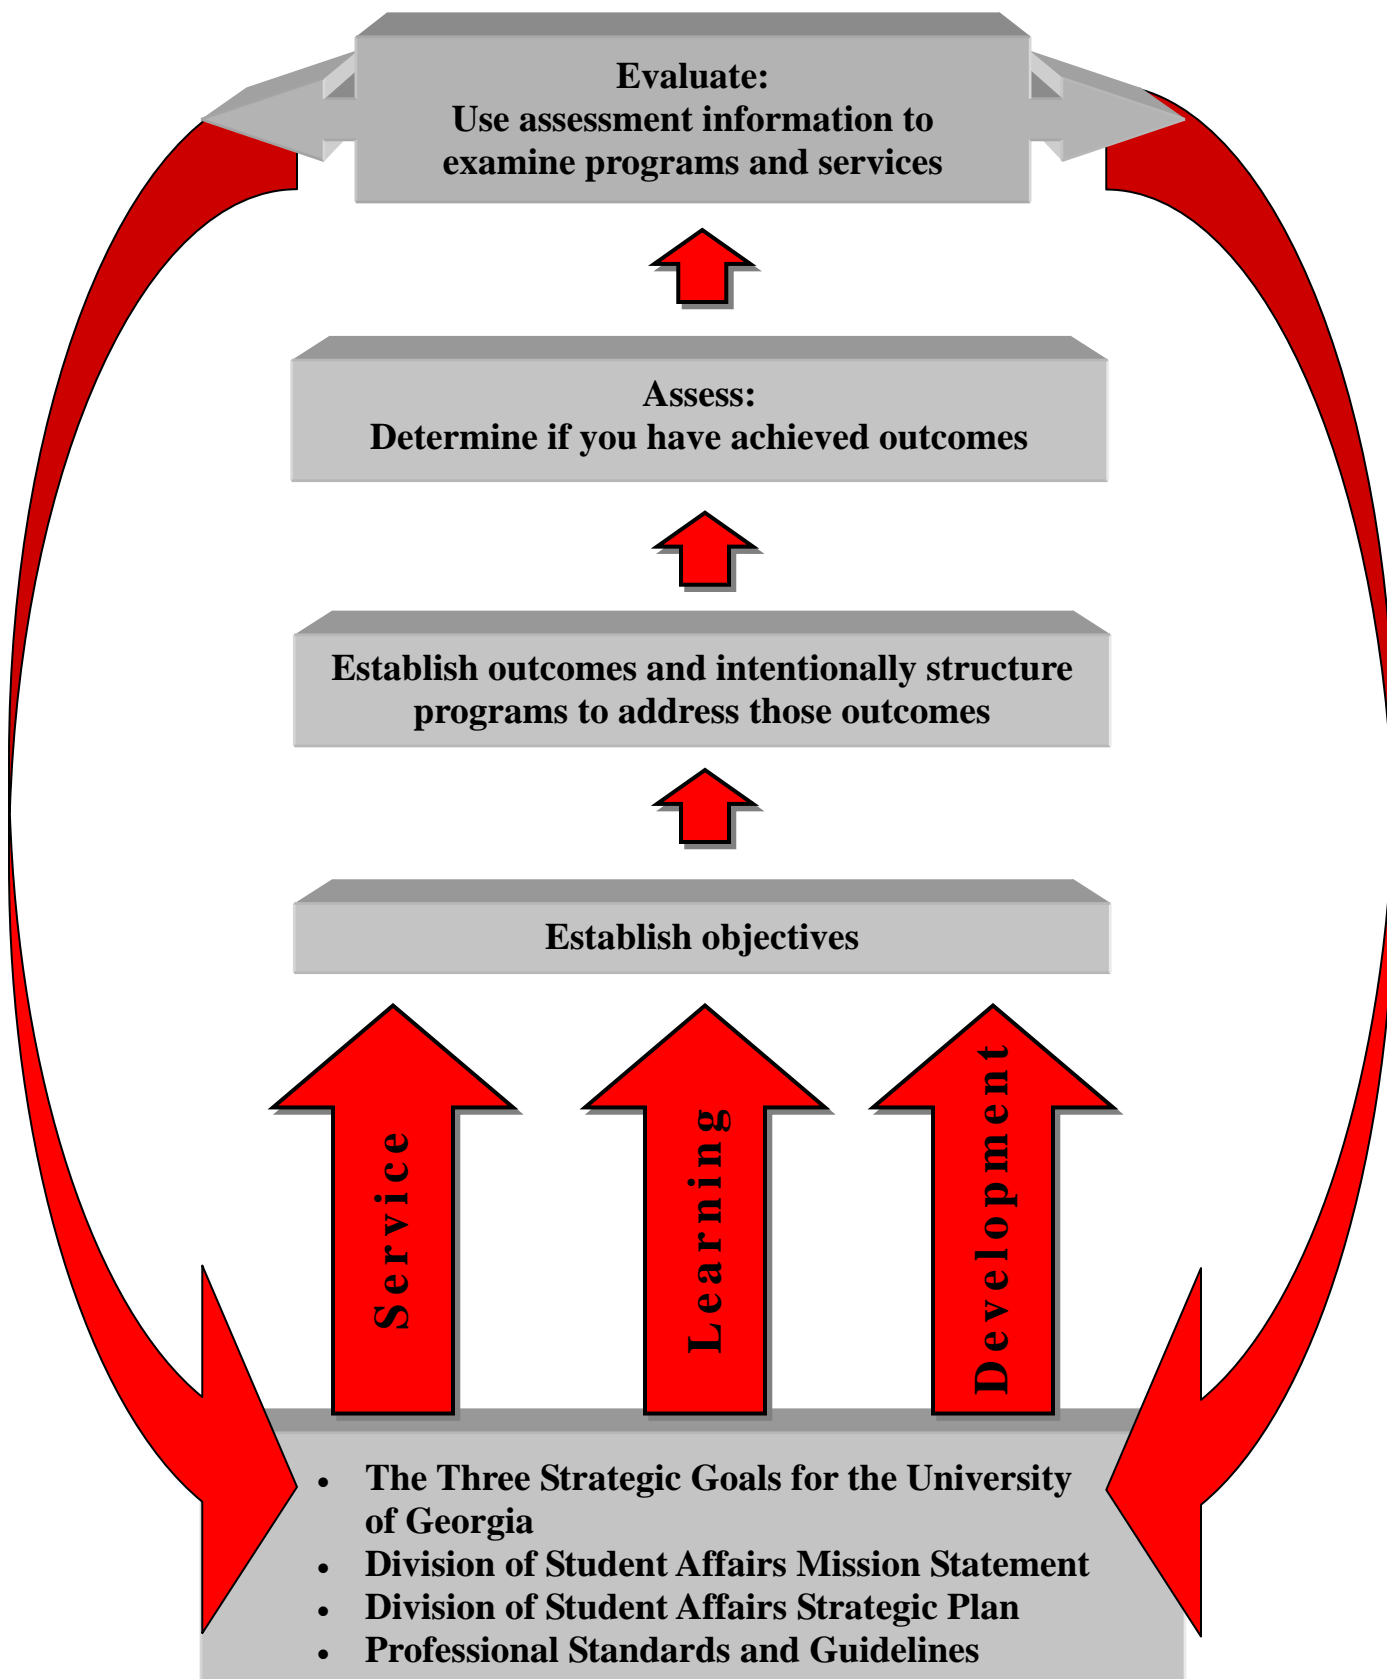 Evaluate:
Use assessment information to
examine programs and services
Assess:
Determine if you have achieved outcomes
Establish outcomes and intentionally structure
programs to address those outcomes
Establish objectives
Service
Learning
Development
• The Three Strategic Goals for the University
of Georgia
• Division of Student Affairs Mission Statement
• Division of Student Affairs Strategic Plan
• Professional Standards and Guidelines